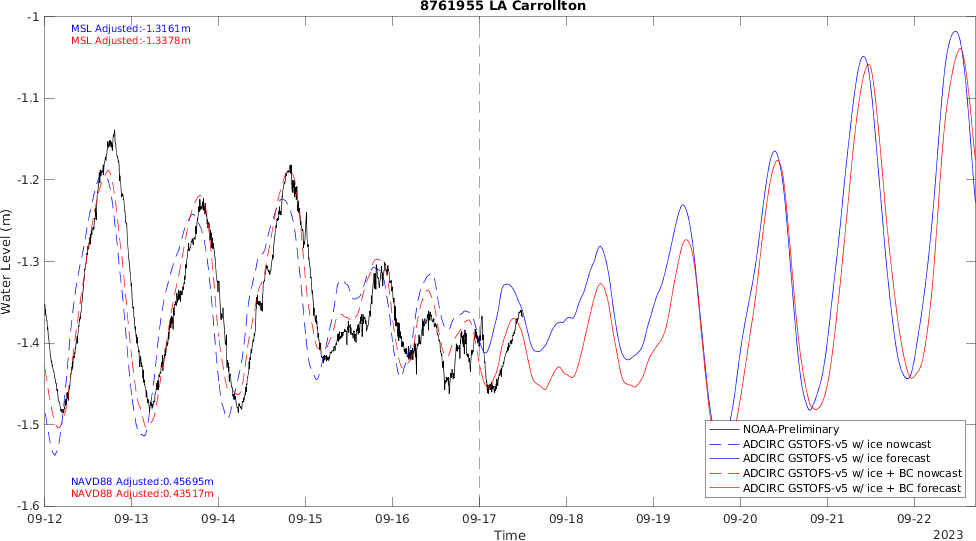 8761955 LA Carrollton
MSL Adjusted:-1.3161m
MSL Adjusted:-1.3378m
-1
-1.1
-1.2
-1.3
-1.4
-1.5
-1.6
Water Level (m)
NAVD88 Adjusted:0.45695m
NAVD88 Adjusted:0.43517m
NOAA-Preliminary
ADCIRC GSTOFS-v5 w/ ice nowcast
ADCIRC GSTOFS-v5 w/ ice forecast
ADCIRC GSTOFS-v5 w/ ice + BC nowcast
ADCIRC GSTOFS-v5 w/ ice + BC forecast
09-12 09-13 09-14 09-15 09-16 09-17 09-18 09-19 09-20 09-21 09-22
Time
2023